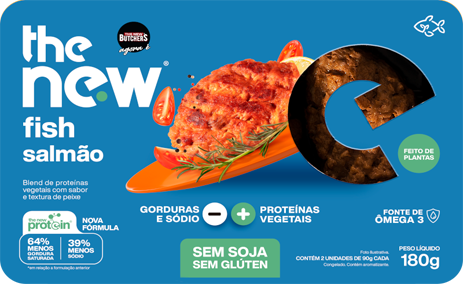 the
new®
THE NEW
BUTCHERS
agora é
fish
salmão
Blend de proteínas
vegetais com sabor
e textura de peixe
the new
protein™
NOVA
FÓRMULA
64%
MENOS
GORDURA SATURADA
39%
MENOS
SÓDIO
*em relação a formulação anterior
GORDURAS
E SÓDIO
- +
PROTEÍNAS
VEGETAIS
SEM SOJA
SEM GLÚTEN
FEITO DE
PLANTAS
FONTE DE
ÔMEGA 3
Foto ilustrativa.
CONTÉM 2 UNIDADES DE 90g CADA
Congelado. Contém aromatizante.
PESO LÍQUIDO
180g